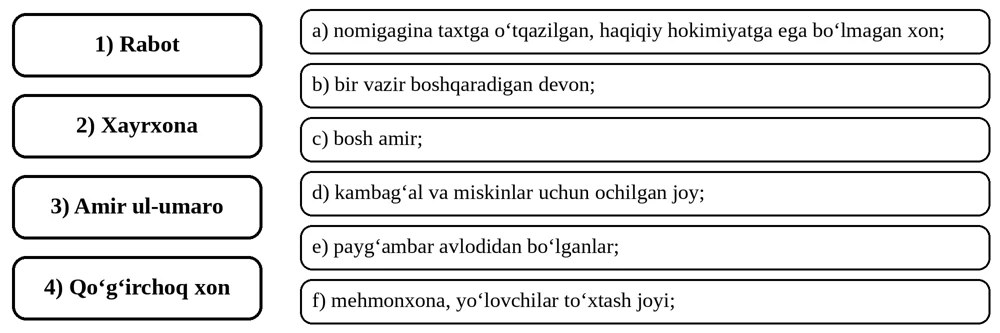 1) Rabot
2) Xayrxona
3) Amir ul-umaro
4) Qo‘g‘irchoq xon
a) nomigagina taxtga o‘tqazilgan, haqiqiy hokimiyatga ega bo‘lmagan xon;
b) bir vazir boshqaradigan devon;
c) bosh amir;
d) kambag‘al va miskinlar uchun ochilgan joy;
e) payg‘ambar avlodidan bo‘lganlar;
f) mehmonxona, yo‘lovchilar to‘xtash joyi;